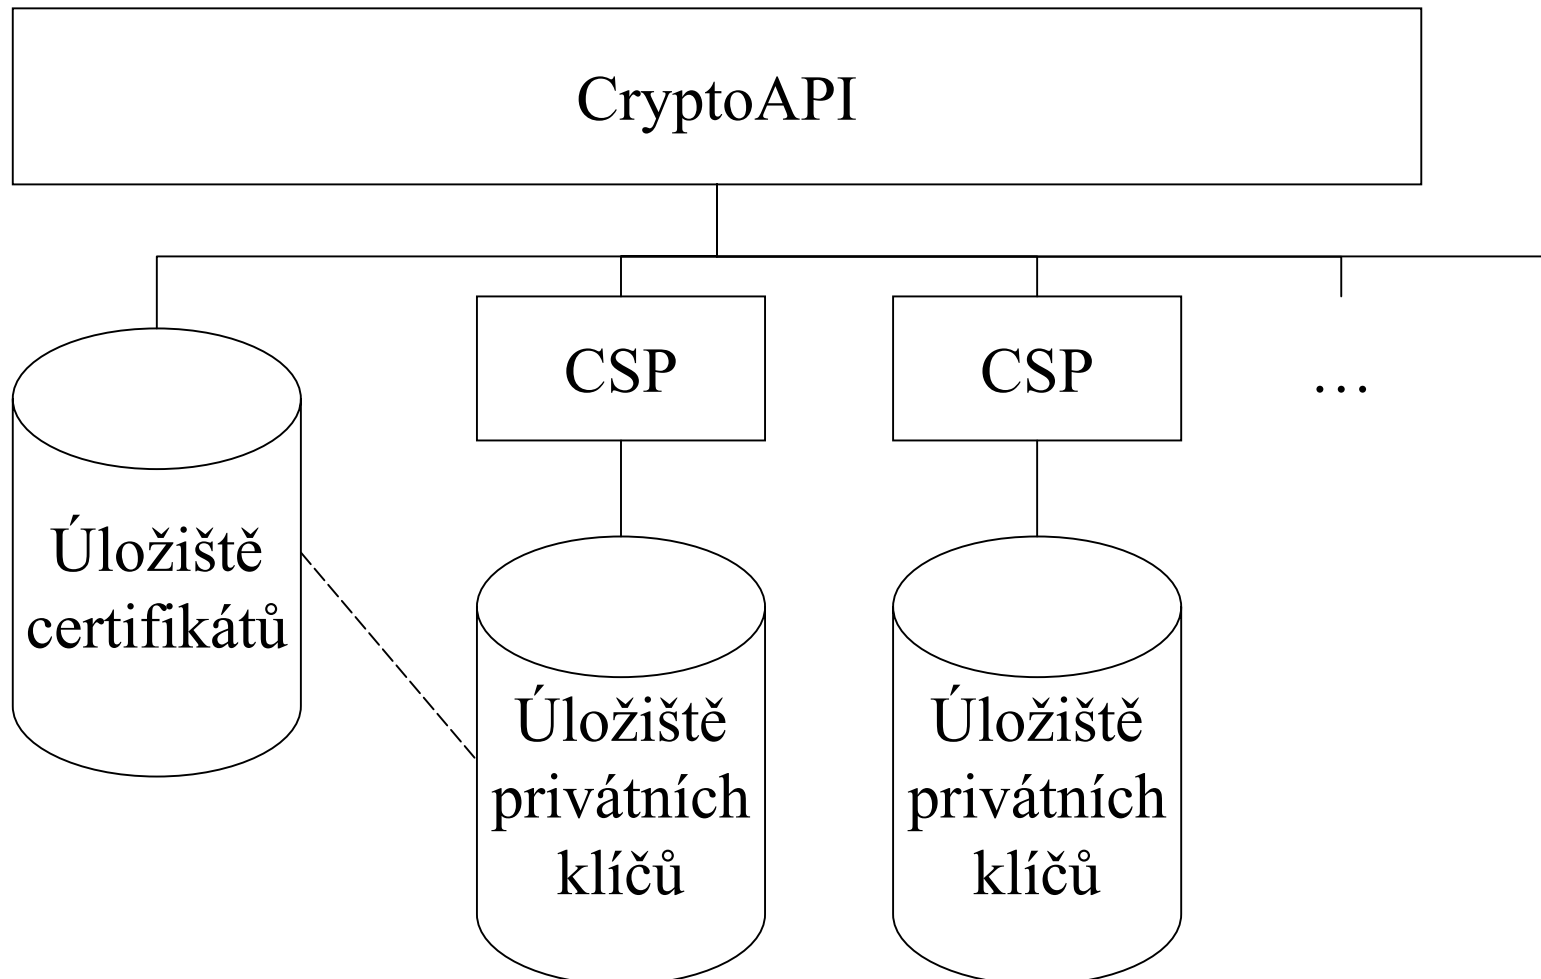 CryptoAPI
CSP
CSP
…
Úložiště
certifikátů
Úložiště
privátních
klíčů
Úložiště
privátních
klíčů